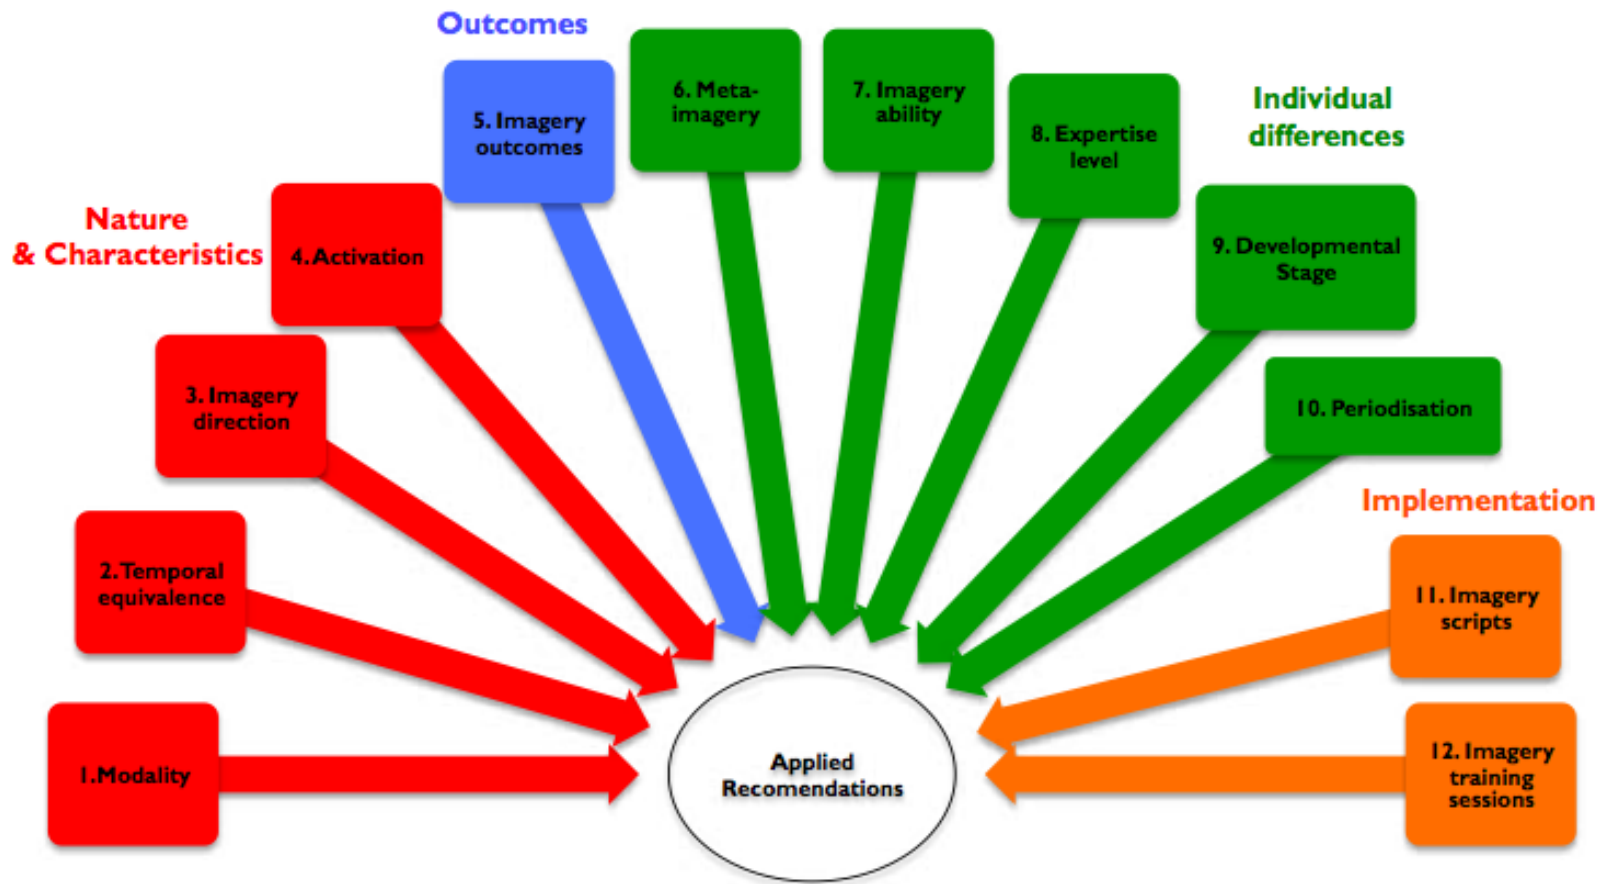 Outcomes
5. Imagery
outcomes
6. Meta-
imagery
7. Imagery
ability
8. Expertise
level
Individual
differences
Nature
& Characteristics
4. Activation
9. Developmental
Stage
3. Imagery
direction
10. Periodisation
Implementation
2. Temporal
equivalence
11. Imagery
scripts
1.Modality
Applied
Recomendations
12. Imagery
training
sessions